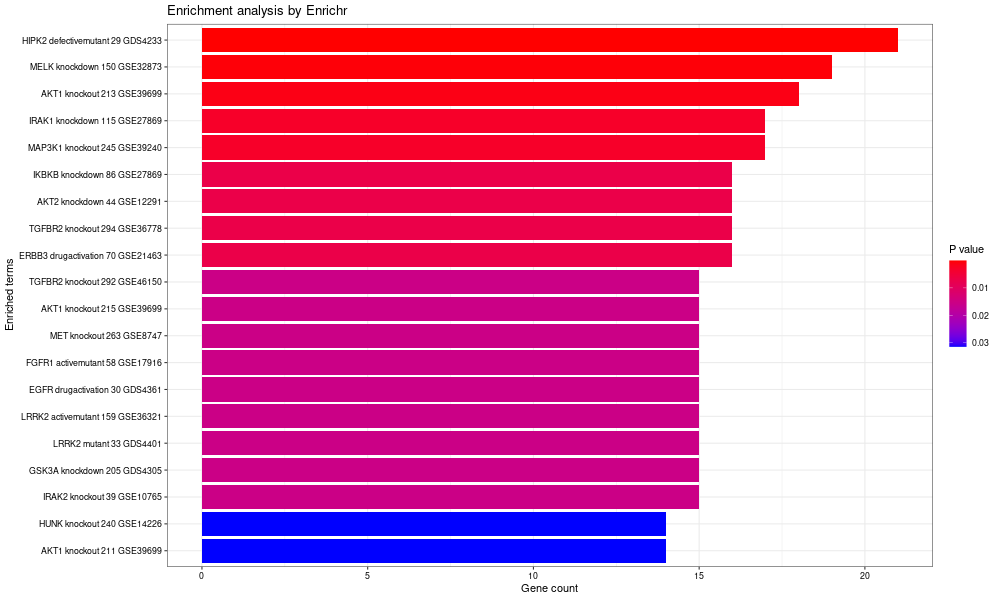 Enrichment analysis by Enrichr
HIPK2 defectivemutant 29 GDS4233
MELK knockdown 150 GSE32873
AKT1 knockout 213 GSE39699
IRAK1 knockdown 115 GSE27869
MAP3K1 knockout 245 GSE39240
IKBKB knockdown 86 GSE27869
AKT2 knockdown 44 GSE12291
TGFBR2 knockout 294 GSE36778
ERBB3 drugactivation 70 GSE21463
TGFBR2 knockout 292 GSE46150
AKT1 knockout 215 GSE39699
MET knockout 263 GSE8747
FGFR1 activemutant 58 GSE17916
EGFR drugactivation 30 GDS4361
LRRK2 activemutant 159 GSE36321
LRRK2 mutant 33 GDS4401
GSK3A knockdown 205 GDS4305
IRAK2 knockout 39 GSE10765
HUNK knockout 240 GSE14226
AKT1 knockout 211 GSE39699
Enriched terms
0 5 10 15 20
Gene count
P value
0.01
0.02
0.03